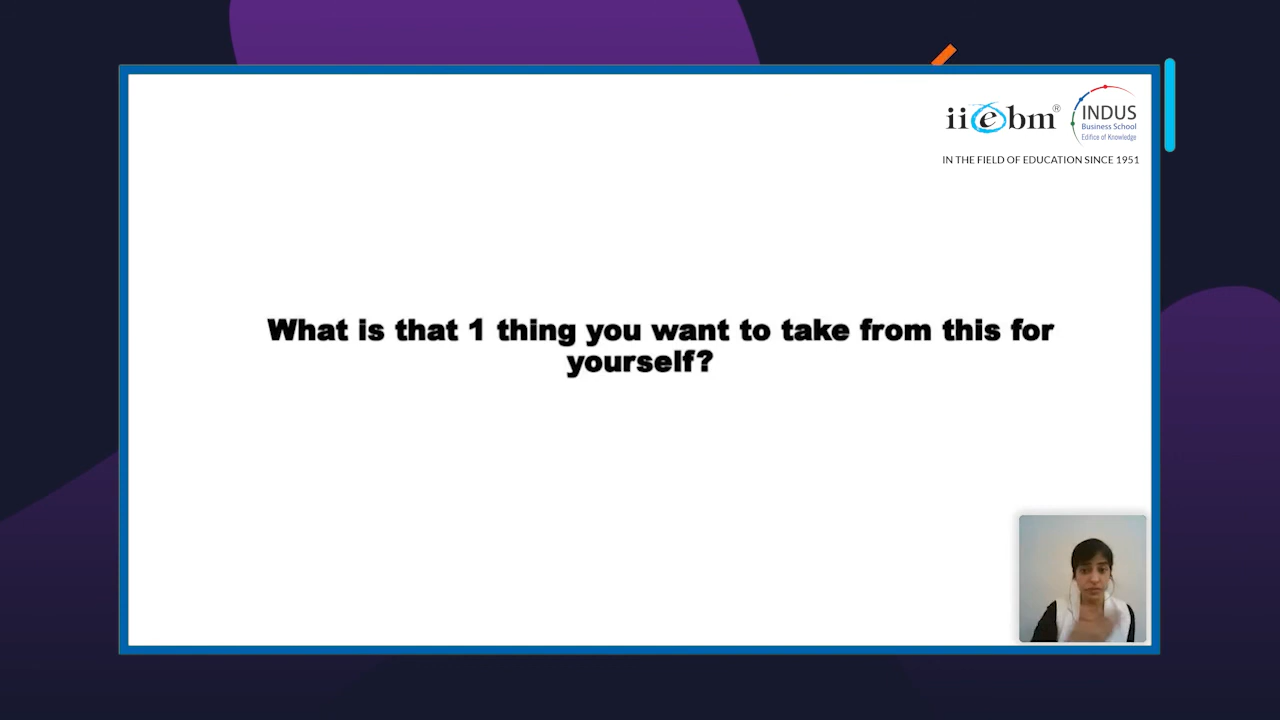 iiebm®
INDUS
Business School
Edifice of Knowledge
IN THE FIELD OF EDUCATION SINCE 1951
What is that 1 thing you want to take from this for
yourself?